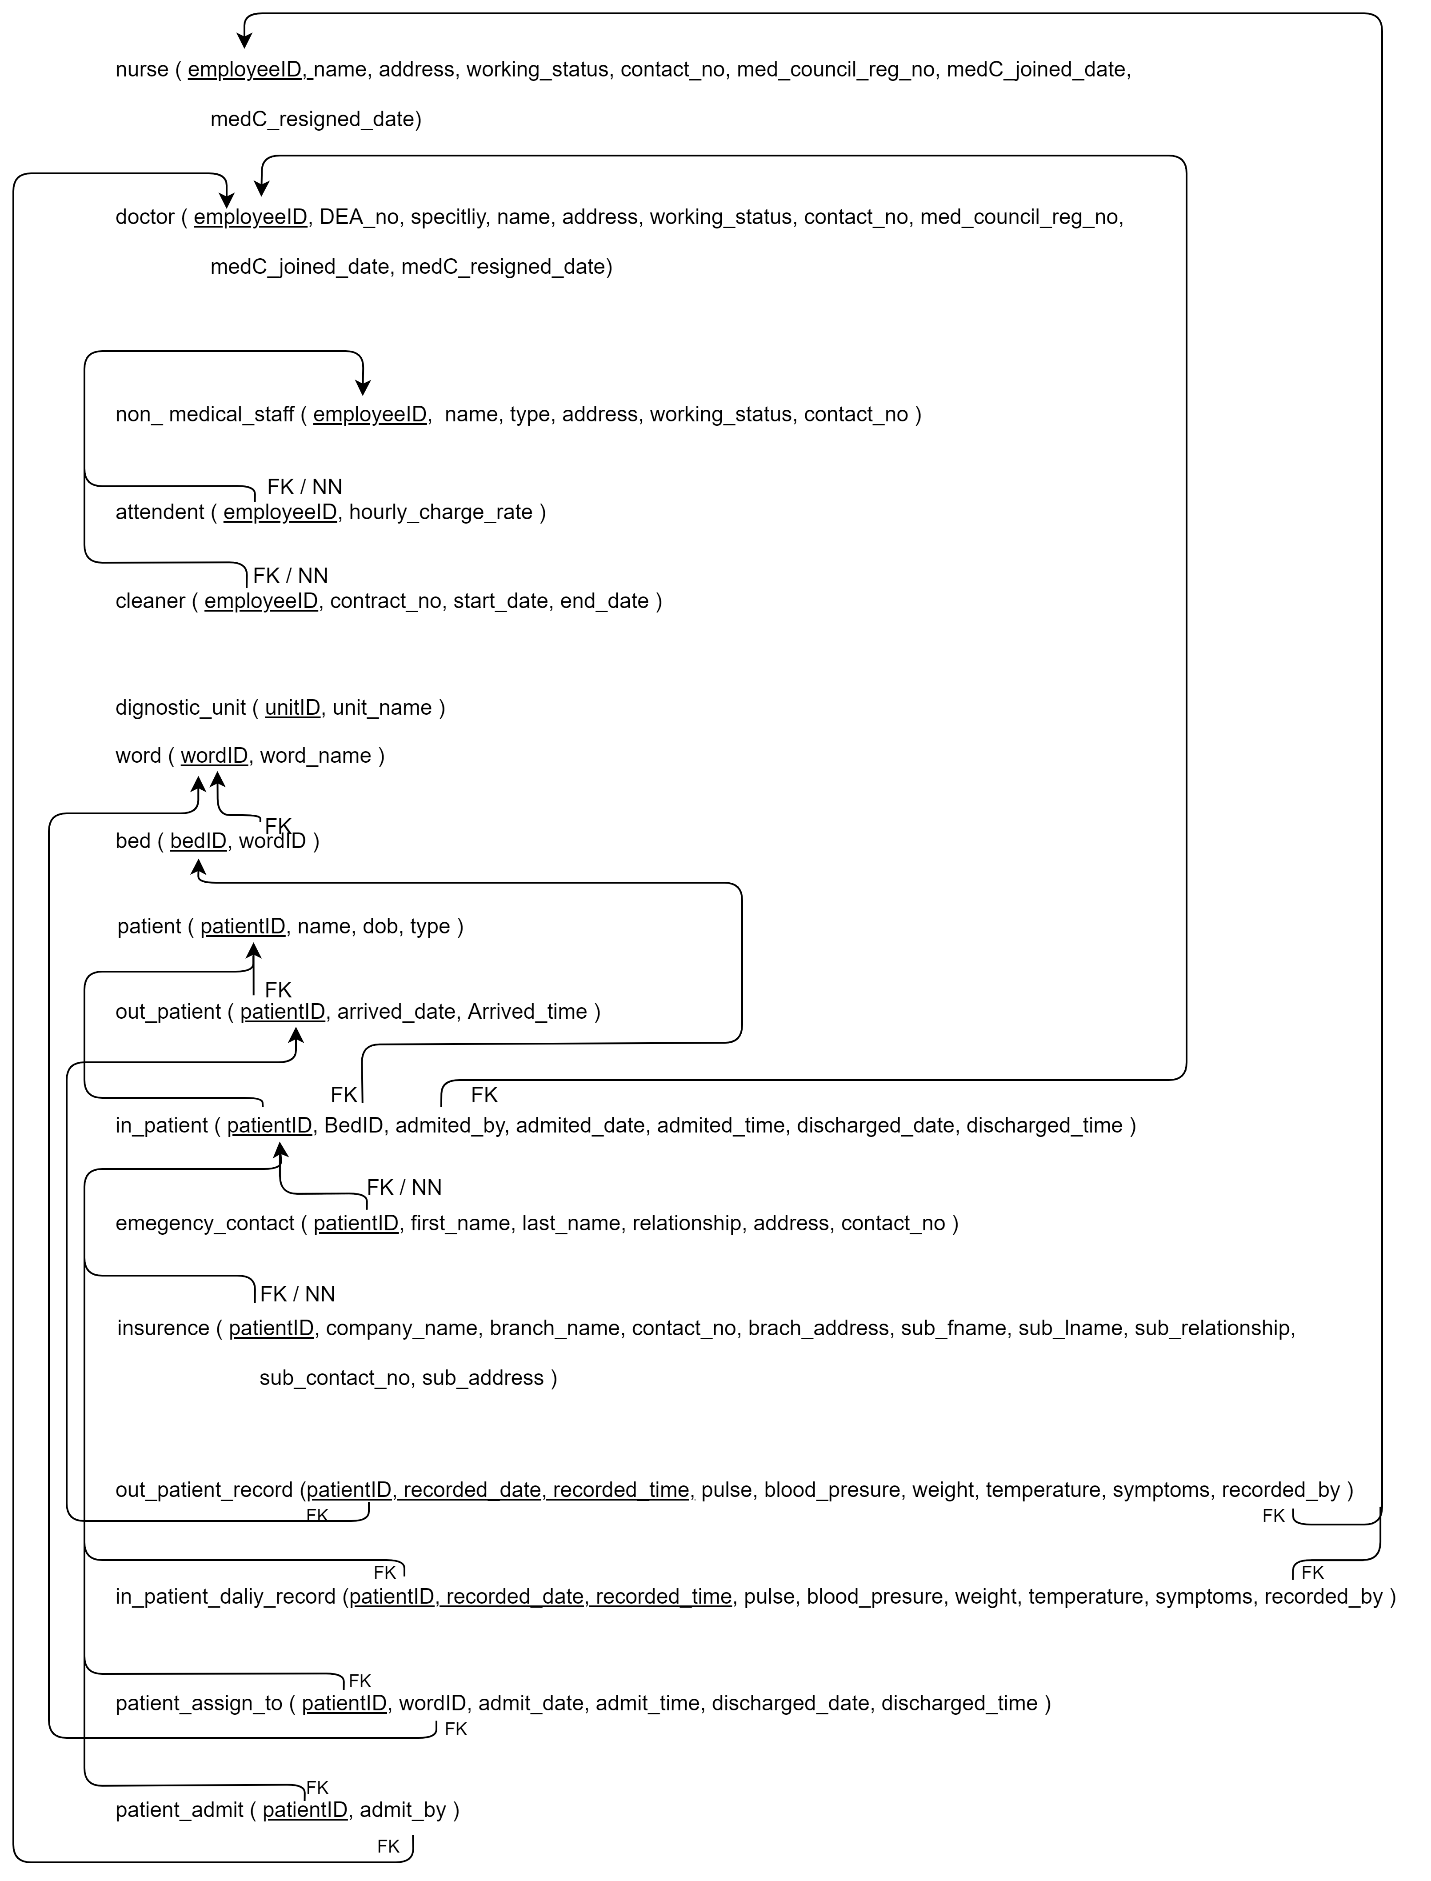 nurse ( employeeID, name, address, working_status, contact_no, med_council_reg_no, medC_joined_date,
medC_resigned_date)
doctor ( employeeID, DEA_no, specitliy, name, address, working_status, contact_no, med_council_reg_no,
medC_joined_date, medC_resigned_date)
non_ medical_staff ( employeeID, name, type, address, working_status, contact_no )
FK / NN
attendent ( employeeID, hourly_charge_rate )
FK / NN
cleaner ( employeeID, contract_no, start_date, end_date )
dignostic_unit ( unitID, unit_name )
word ( wordID, word_name )
FK
bed ( bedID, wordID )
patient ( patientID, name, dob, type )
FK
out_patient ( patientID, arrived_date, Arrived_time )
FK FK
in_patient ( patientID, BedID, admited_by, admited_date, admited_time, discharged_date, discharged_time )
FK / NN
emegency_contact ( patientID, first_name, last_name, relationship, address, contact_no )
FK / NN
insurence ( patientID, company_name, branch_name, contact_no, brach_address, sub_fname, sub_lname, sub_relationship,
sub_contact_no, sub_address )
out_patient_record (patientID, recorded_date, recorded_time, pulse, blood_presure, weight, temperature, symptoms, recorded_by )
FK FK
FK FK
in_patient_daliy_record (patientID, recorded_date, recorded_time, pulse, blood_presure, weight, temperature, symptoms, recorded_by )
FK
patient_assign_to ( patientID, wordID, admit_date, admit_time, discharged_date, discharged_time )
FK
FK
patient_admit ( patientID, admit_by )
FK